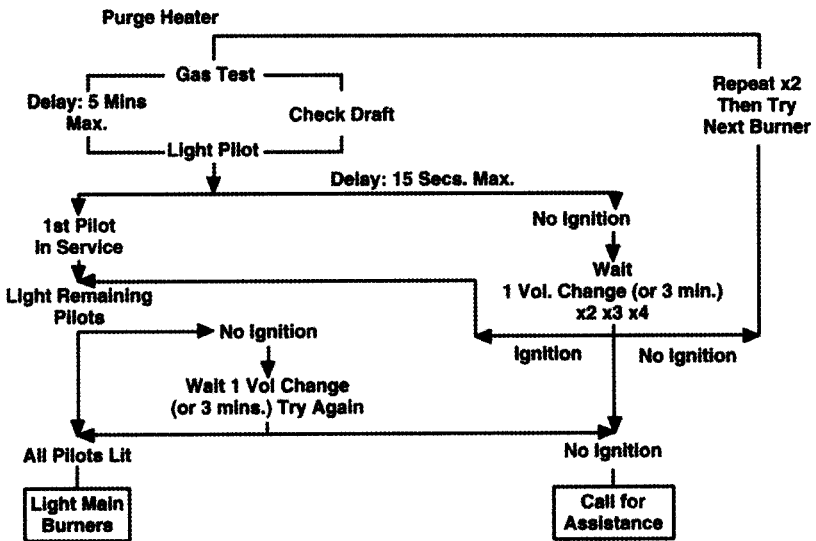 Purge Heater
Gas Test
Delay: 5 Mins
Max.
Check Draft
Light Pilot
Repeat x2
Then Try
Next Burner
Delay: 15 Secs. Max.
1st Pilot
in Service
No Ignition
Wait
1 Vol. Change (or 3 min.)
x2 x3 x4
Light Remaining
Pilots
No Ignition
Ignition
No Ignition
Wait 1 Vol Change
(or 3 mins.) Try Again
All Pilots Lit
No Ignition
Light Main
Burners
Call for
Assistance